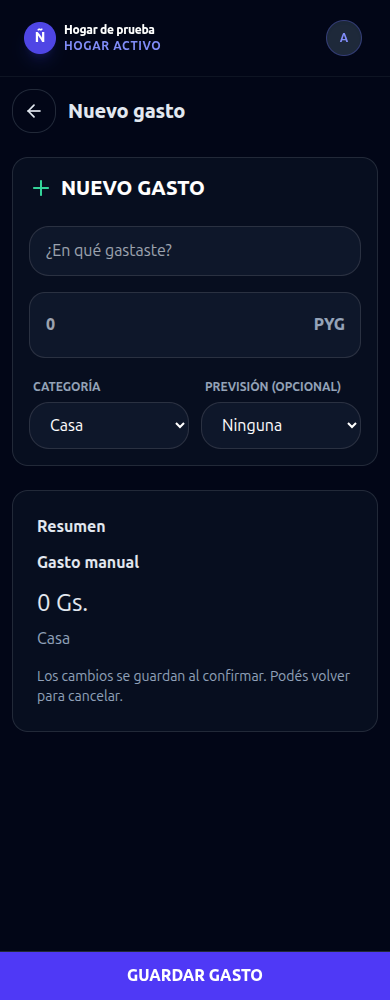 Ñ
Hogar de prueba
HOGAR ACTIVO
A
Nuevo gasto
NUEVO GASTO
¿En qué gastaste?
0 PYG
CATEGORÍA PREVISIÓN (OPCIONAL)
Casa Ninguna
Resumen
Gasto manual
0 Gs.
Casa
Los cambios se guardan al confirmar. Podés volver
para cancelar.
GUARDAR GASTO